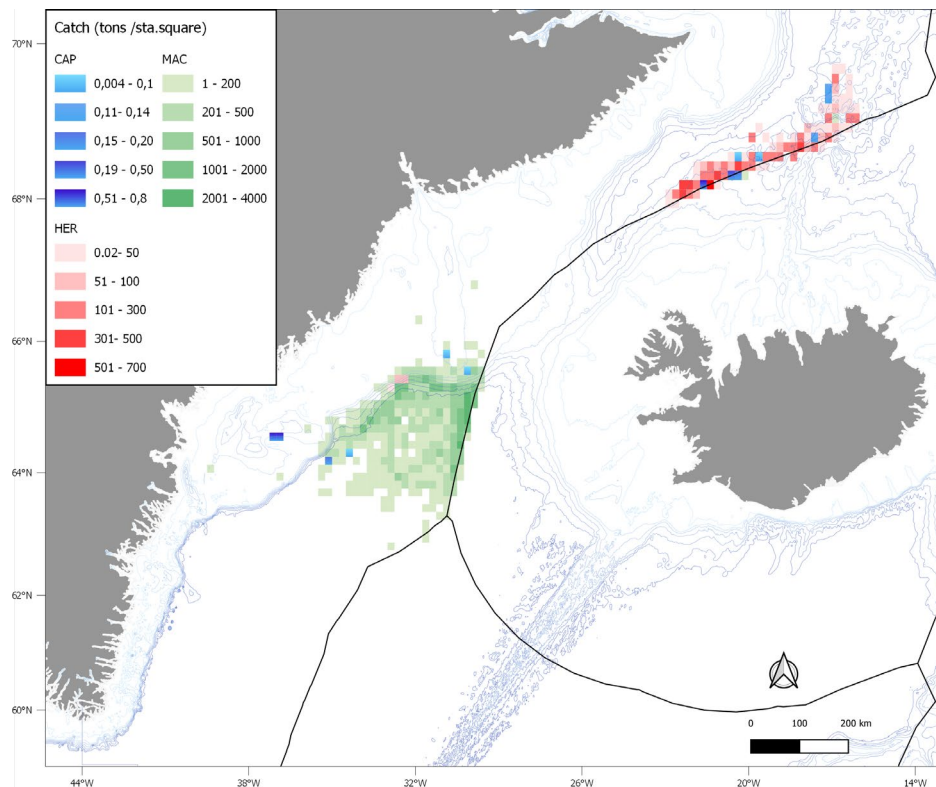 Catch (tons /sta.square)
CAP MAC
0,004 - 0,1 1 - 200
0,11- 0,14 201 - 500
0,15 - 0,20 501 - 1000
0,19 - 0,50 1001 - 2000
0,51 - 0,8 2001 - 4000
HER
0.02- 50
51 - 100
101 - 300
301- 500
501 - 700
70°N
68°N
66°N
64°N
62°N
60°N
0 100 200 km
44°W 38°W 32°W 26°W 20°W 14°W